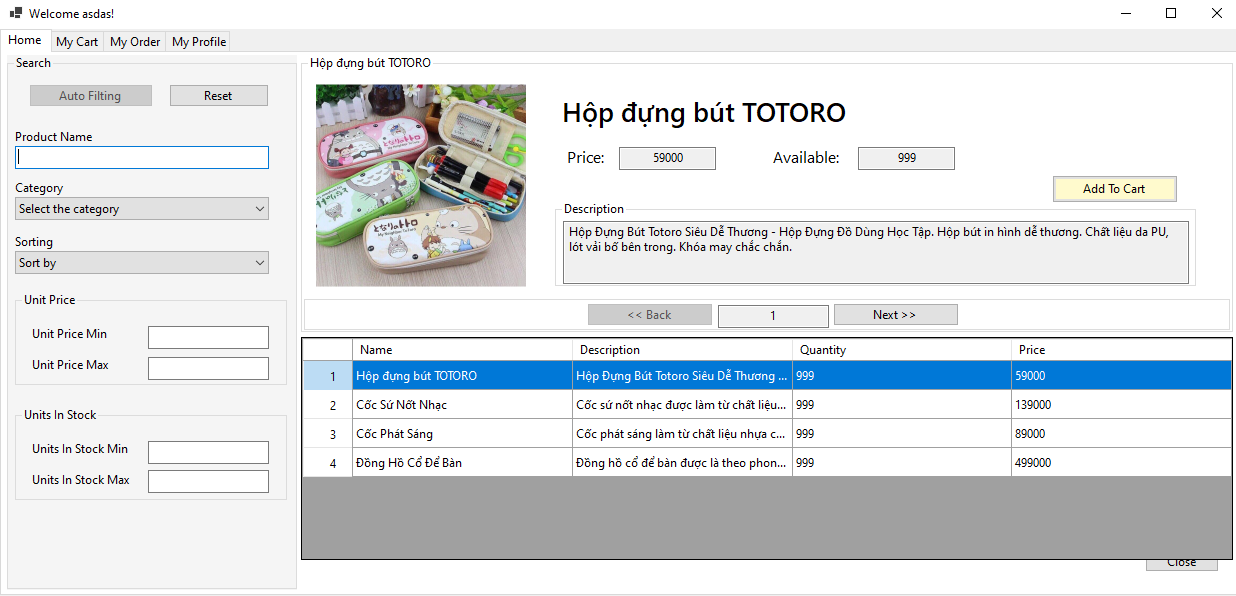 Welcome asdas!
Home
My Cart
My Order
My Profile
Search
Auto Filting
Reset
Product Name
Category
Select the category
Sorting
Sort by
Unit Price
Unit Price Min
Unit Price Max
Units In Stock
Units In Stock Min
Units In Stock Max
Hộp đựng bút TOTORO
Hộp đựng bút TOTORO
Price:
59000
Available:
999
Add To Cart
Description
Hộp Đựng Bút Totoro Siêu Dễ Thương - Hộp Đựng Đồ Dùng Học Tập. Hộp bút in hình dễ thương. Chất liệu da PU,
lót vải bố bên trong. Khóa may chắc chắn.
<< Back
1
Next >>
Name
Description
Quantity
Price
1
Hộp đựng bút TOTORO
Hộp Đựng Bút Totoro Siêu Dễ Thương ...
999
59000
2
Cốc Sứ Nốt Nhạc
Cốc sứ nốt nhạc được làm từ chất liệu...
999
139000
3
Cốc Phát Sáng
Cốc phát sáng làm từ chất liệu nhựa c...
999
89000
4
Đồng Hồ Cổ Để Bàn
Đồng hồ cổ để bàn được là theo phon...
999
499000
Close